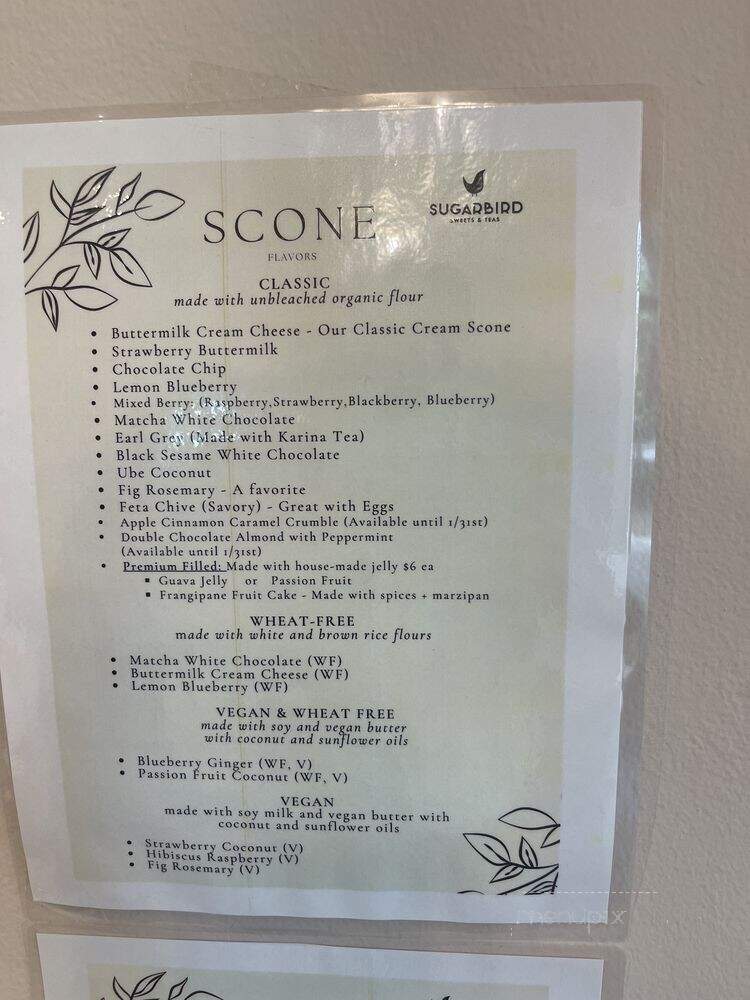 SCONE
FLAVORS
SUGARBIRD
SWEETS & TEAS
CLASSIC
made with unbleached organic flour
• Buttermilk Cream Cheese - Our Classic Cream Scone
• Strawberry Buttermilk
• Chocolate Chip
• Lemon Blueberry
• Mixed Berry: (Raspberry,Strawberry,Blackberry, Blueberry)
• Matcha White Chocolate
• Earl Grey (Made with Karina Tea)
• Black Sesame White Chocolate
• Ube Coconut
• Fig Rosemary - A favorite
• Feta Chive (Savory) - Great with Eggs
• Apple Cinnamon Caramel Crumble (Available until 1/31st)
• Double Chocolate Almond with Peppermint
(Available until 1/31st)
• Premium Filled: Made with house-made jelly $6 ea
▪ Guava Jelly or Passion Fruit
▪ Frangipane Fruit Cake - Made with spices + marzipan
WHEAT-FREE
made with white and brown rice flours
• Matcha White Chocolate (WF)
• Buttermilk Cream Cheese (WF)
• Lemon Blueberry (WF)
VEGAN & WHEAT FREE
made with soy and vegan butter
with coconut and sunflower oils
• Blueberry Ginger (WF, V)
• Passion Fruit Coconut (WF, V)
VEGAN
made with soy milk and vegan butter with
coconut and sunflower oils
• Strawberry Coconut (V)
• Hibiscus Raspberry (V)
• Fig Rosemary (V)
menupix